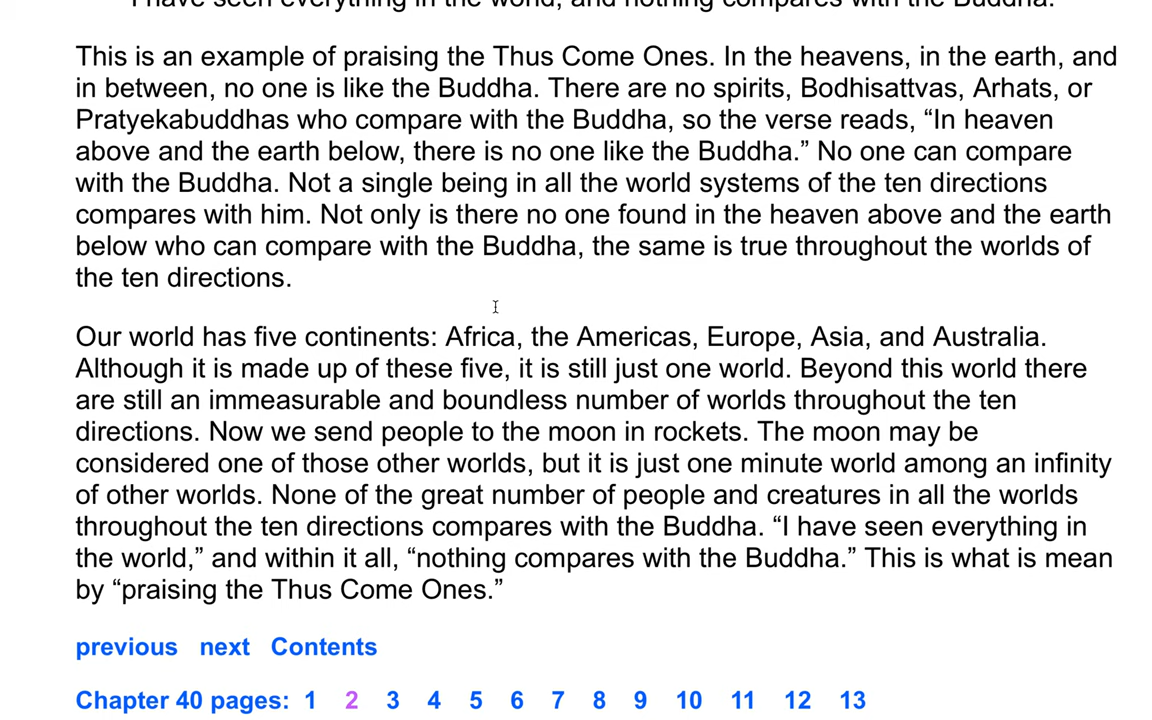 I have seen everything in the world, and nothing compares with the Buddha.
This is an example of praising the Thus Come Ones. In the heavens, in the earth, and
in between, no one is like the Buddha. There are no spirits, Bodhisattvas, Arhats, or
Pratyekabuddhas who compare with the Buddha, so the verse reads, “In heaven
above and the earth below, there is no one like the Buddha.” No one can compare
with the Buddha. Not a single being in all the world systems of the ten directions
compares with him. Not only is there no one found in the heaven above and the earth
below who can compare with the Buddha, the same is true throughout the worlds of
the ten directions.
Our world has five continents: Africa, the Americas, Europe, Asia, and Australia.
Although it is made up of these five, it is still just one world. Beyond this world there
are still an immeasurable and boundless number of worlds throughout the ten
directions. Now we send people to the moon in rockets. The moon may be
considered one of those other worlds, but it is just one minute world among an infinity
of other worlds. None of the great number of people and creatures in all the worlds
throughout the ten directions compares with the Buddha. “I have seen everything in
the world,” and within it all, “nothing compares with the Buddha.” This is what is mean
by “praising the Thus Come Ones.”
previous next Contents
Chapter 40 pages: 1 2 3 4 5 6 7 8 9 10 11 12 13